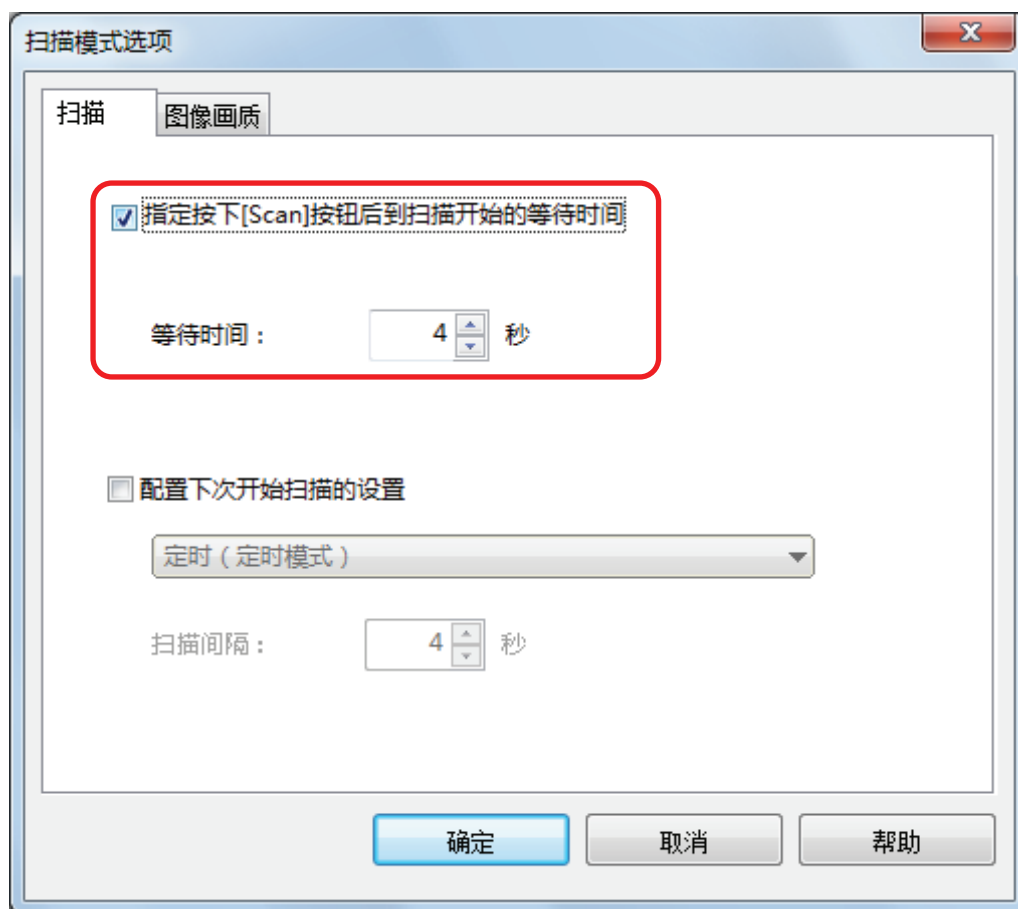 扫描模式选项
扫描 图像画质
指定按下[Scan]按钮后到扫描开始的等待时间
等待时间： 4 秒
配置下次开始扫描的设置
定时（定时模式）
扫描间隔： 4 秒
确定 取消 帮助